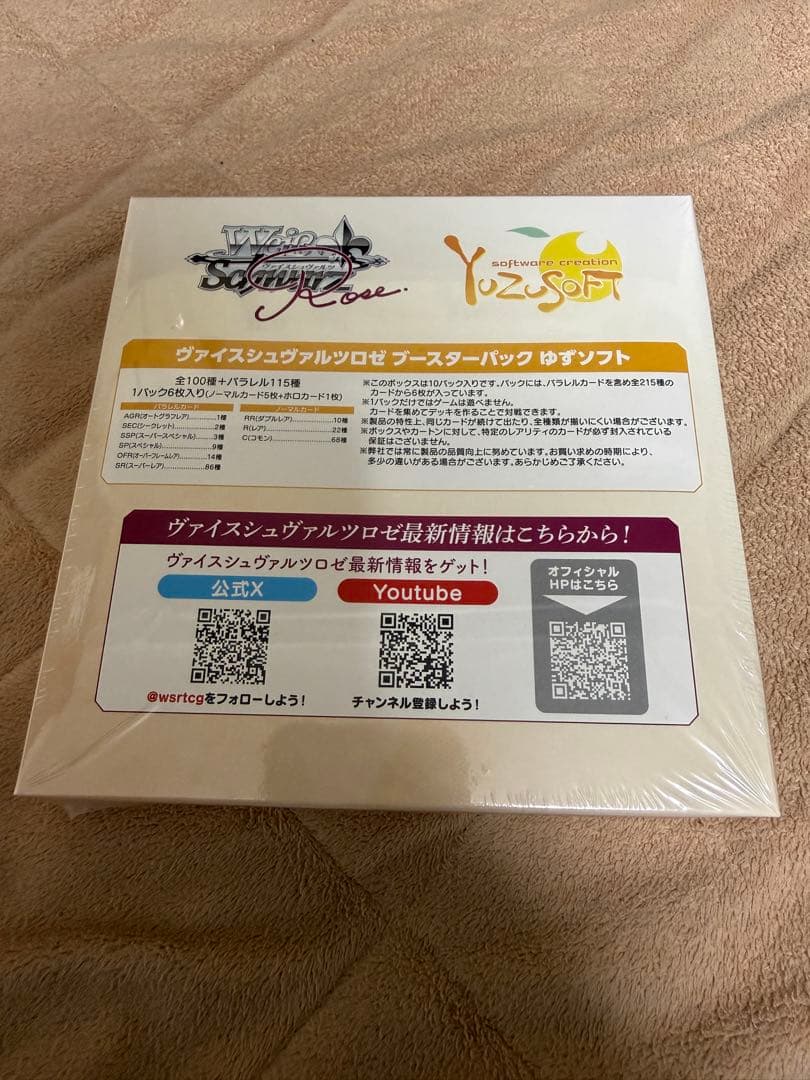 Weiß
Schwarz
ヴァイスシュヴァルツ
Rose.
software creation
YUZUSOFT
ヴァイスシュヴァルツロゼ ブースターパック ゆずソフト
全100種+パラレル115種
1パック6枚入り(ノーマルカード5枚+ホロカード1枚)
パラレルカード
AGR(オートグラフレア)..............1種
SEC(シークレット)..............2種
SSP(スーパースペシャル)..........3種
SP(スペシャル)..............9種
OFR(オーバーフレームレア)..........14種
SR(スーパーレア)..............86種
ノーマルカード
RR(ダブルレア)..............10種
R(レア)..............22種
C(コモン)..............68種
※このボックスは10パック入りです。パックには、パラレルカードを含め全215種の
カードから6枚が入っています。
※1パックだけではゲームは遊べません。
カードを集めてデッキを作ることで対戦できます。
※製品の特性上、同じカードが続けて出たり、全種類が揃いにくい場合がございます。
※ボックスやカートンに対して、特定のレアリティのカードが必ず封入されている
保証はございません。
※弊社では常に製品の品質向上に努めています。お買い求めの時期により、
多少の違いがある場合がございます。あらかじめご了承ください。
ヴァイスシュヴァルツロゼ最新情報はこちらから!
ヴァイスシュヴァルツロゼ最新情報をゲット!
公式X
@wsrtcgをフォローしよう!
Youtube
チャンネル登録しよう!
オフィシャル
HPはこちら